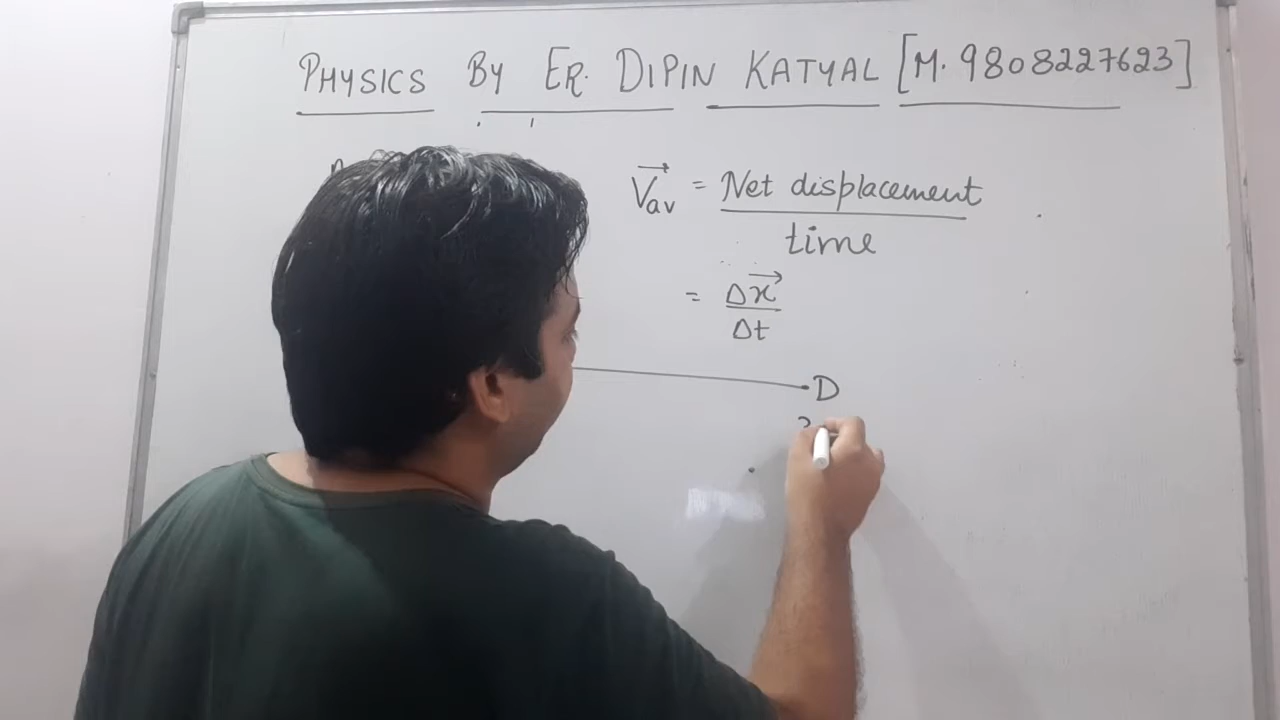 PHYSICS BY ER. DIPIN KATYAL [M. 9808227623]
V⃗av = Net displacement
time
= Δx⃗
Δt
D